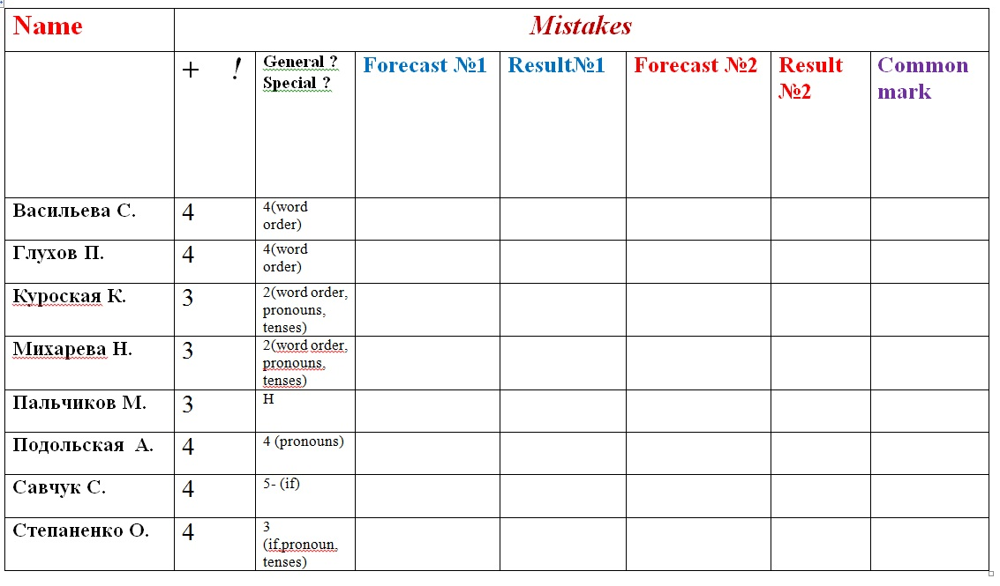 Name Mistakes
+ ! General ? Forecast №1 Result№1 Forecast №2 Result Common
Special ? №2 mark
Васильева С. 4 4(word
order)
Глухов П. 4 4(word
order)
Куроская К. 3 2(word order,
pronouns,
tenses)
Михарева Н. 3 2(word order,
pronouns,
tenses)
Пальчиков М. 3 Н
Подольская А. 4 4 (pronouns)
Савчук С. 4 5- (if)
Степаненко О. 4 3
(if,pronoun,
tenses)